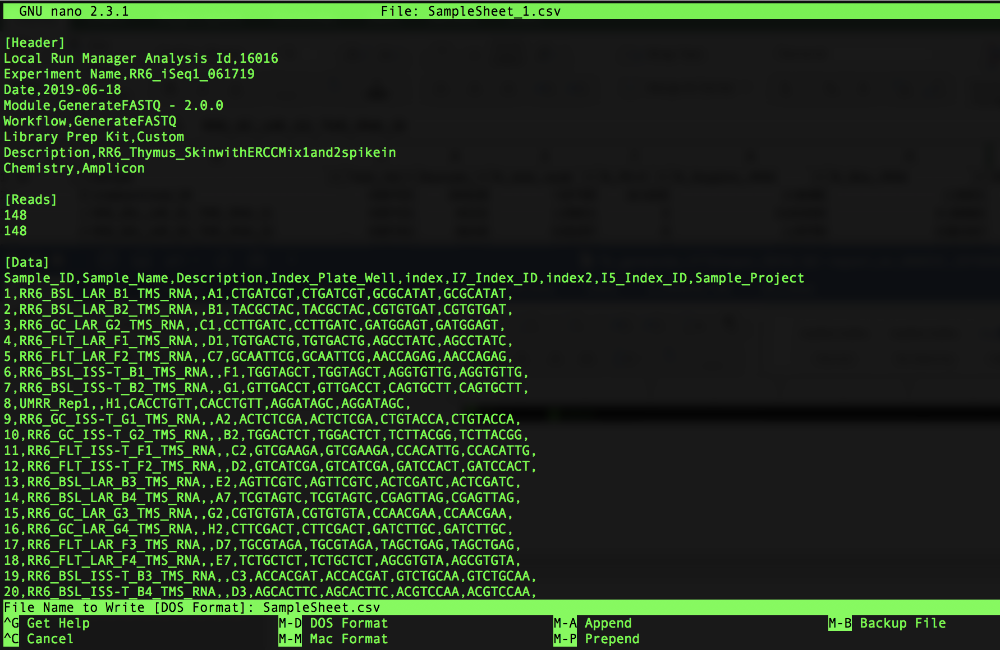 GNU nano 2.3.1 File: SampleSheet_1.csv
[Header]
Local Run Manager Analysis Id,16016
Experiment Name,RR6_iSeq1_061719
Date,2019-06-18
Module,GenerateFASTQ - 2.0.0
Workflow,GenerateFASTQ
Library Prep Kit,Custom
Description,RR6_Thymus_SkinwithERCCMix1and2spikein
Chemistry,Amplicon
[Reads]
148
148
[Data]
Sample_ID,Sample_Name,Description,Index_Plate_Well,index,I7_Index_ID,index2,I5_Index_ID,Sample_Project
1,RR6_BSL_LAR_B1_TMS_RNA,,A1,CTGATCGT,CTGATCGT,GCGCATAT,GCGCATAT,
2,RR6_BSL_LAR_B2_TMS_RNA,,B1,TACGCTAC,TACGCTAC,CGTGTGAT,CGTGTGAT,
3,RR6_GC_LAR_G2_TMS_RNA,,C1,CCTTGATC,CCTTGATC,GATGGAGT,GATGGAGT,
4,RR6_FLT_LAR_F1_TMS_RNA,,D1,TGTGACTG,TGTGACTG,AGCCTATC,AGCCTATC,
5,RR6_FLT_LAR_F2_TMS_RNA,,C7,GCAATTCG,GCAATTCG,AACCAGAG,AACCAGAG,
6,RR6_BSL_ISS-T_B1_TMS_RNA,,F1,TGGTAGCT,TGGTAGCT,AGGTGTTG,AGGTGTTG,
7,RR6_BSL_ISS-T_B2_TMS_RNA,,G1,GTTGACCT,GTTGACCT,CAGTGCTT,CAGTGCTT,
8,UMRR_Rep1,,H1,CACCTGTT,CACCTGTT,AGGATAGC,AGGATAGC,
9,RR6_GC_ISS-T_G1_TMS_RNA,,A2,ACTCTCGA,ACTCTCGA,CTGTACCA,CTGTACCA,
10,RR6_GC_ISS-T_G2_TMS_RNA,,B2,TGGACTCT,TGGACTCT,TCTTACGG,TCTTACGG,
11,RR6_FLT_ISS-T_F1_TMS_RNA,,C2,GTCGAAGA,GTCGAAGA,CCACATTG,CCACATTG,
12,RR6_FLT_ISS-T_F2_TMS_RNA,,D2,GTCATCGA,GTCATCGA,GATCCACT,GATCCACT,
13,RR6_BSL_LAR_B3_TMS_RNA,,E2,AGTTCGTC,AGTTCGTC,ACTCGATC,ACTCGATC,
14,RR6_BSL_LAR_B4_TMS_RNA,,A7,TCGTAGTC,TCGTAGTC,CGAGTTAG,CGAGTTAG,
15,RR6_GC_LAR_G3_TMS_RNA,,G2,CGTGTGTA,CGTGTGTA,CCAACGAA,CCAACGAA,
16,RR6_GC_LAR_G4_TMS_RNA,,H2,CTTCGACT,CTTCGACT,GATCTTGC,GATCTTGC,
17,RR6_FLT_LAR_F3_TMS_RNA,,D7,TGCGTAGA,TGCGTAGA,TAGCTGAG,TAGCTGAG,
18,RR6_FLT_LAR_F4_TMS_RNA,,E7,TCTGCTCT,TCTGCTCT,AGCGTGTA,AGCGTGTA,
19,RR6_BSL_ISS-T_B3_TMS_RNA,,C3,ACCACGAT,ACCACGAT,GTCTGCAA,GTCTGCAA,
20,RR6_BSL_ISS-T_B4_TMS_RNA,,D3,AGCACTTC,AGCACTTC,ACGTCCAA,ACGTCCAA,
File Name to Write [DOS Format]: SampleSheet.csv
^G Get Help M-D DOS Format M-A Append M-B Backup File
^C Cancel M-M Mac Format M-P Prepend